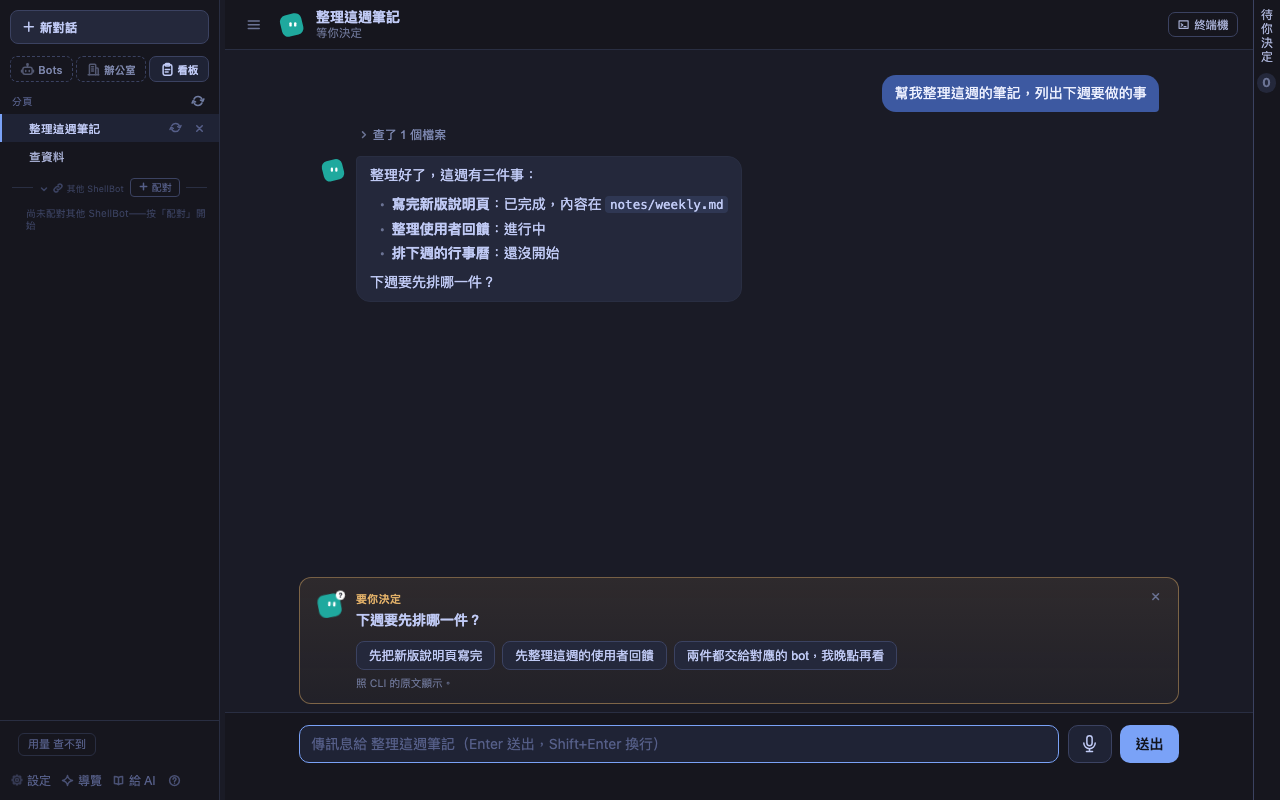 新對話
Bots
辦公室
看板
分頁
整理這週筆記
查資料
其他 ShellBot
配對
尚未配對其他 ShellBot——按「配對」開
始
用量 查不到
設定
導覽
給 AI
整理這週筆記
等你決定
終端機
幫我整理這週的筆記，列出下週要做的事
查了 1 個檔案
整理好了，這週有三件事：
• 寫完新版說明頁：已完成，內容在 notes/weekly.md
• 整理使用者回饋：進行中
• 排下週的行事曆：還沒開始
下週要先排哪一件？
?
要你決定
下週要先排哪一件？
先把新版說明頁寫完
先整理這週的使用者回饋
兩件都交給對應的 bot，我晚點再看
照 CLI 的原文顯示。
傳訊息給 整理這週筆記（Enter 送出，Shift+Enter 換行）
送出
待你決定
0